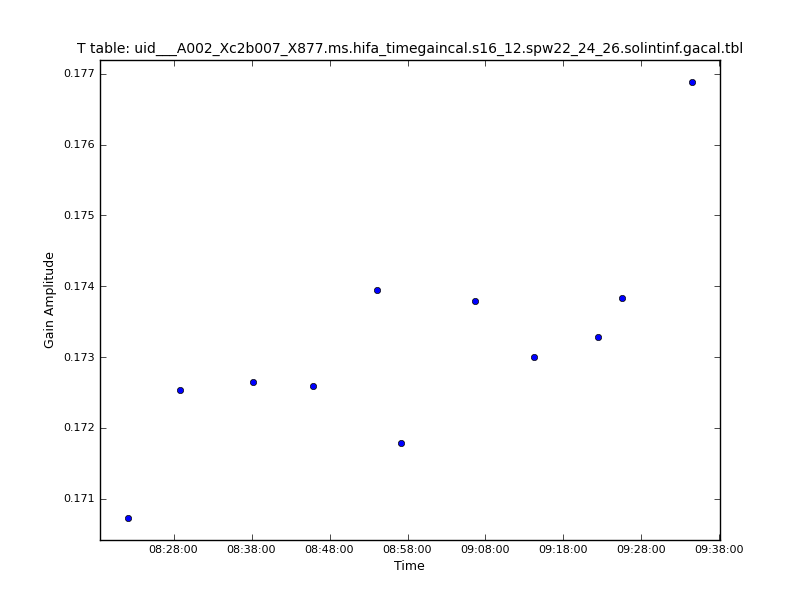 T table: uid___A002_Xc2b007_X877.ms.hifa_timegaincal.s16_12.spw22_24_26.solintinf.gacal.tbl
0.177
0.176
0.175
0.174
0.173
0.172
0.171
Gain Amplitude
08:28:00 08:38:00 08:48:00 08:58:00 09:08:00 09:18:00 09:28:00 09:38:00
Time